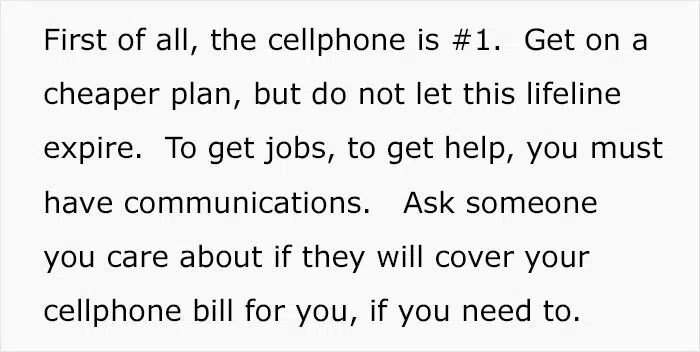 First of all, the cellphone is #1.  Get on a
cheaper plan, but do not let this lifeline
expire.  To get jobs, to get help, you must
have communications.   Ask someone
you care about if they will cover your
cellphone bill for you, if you need to.